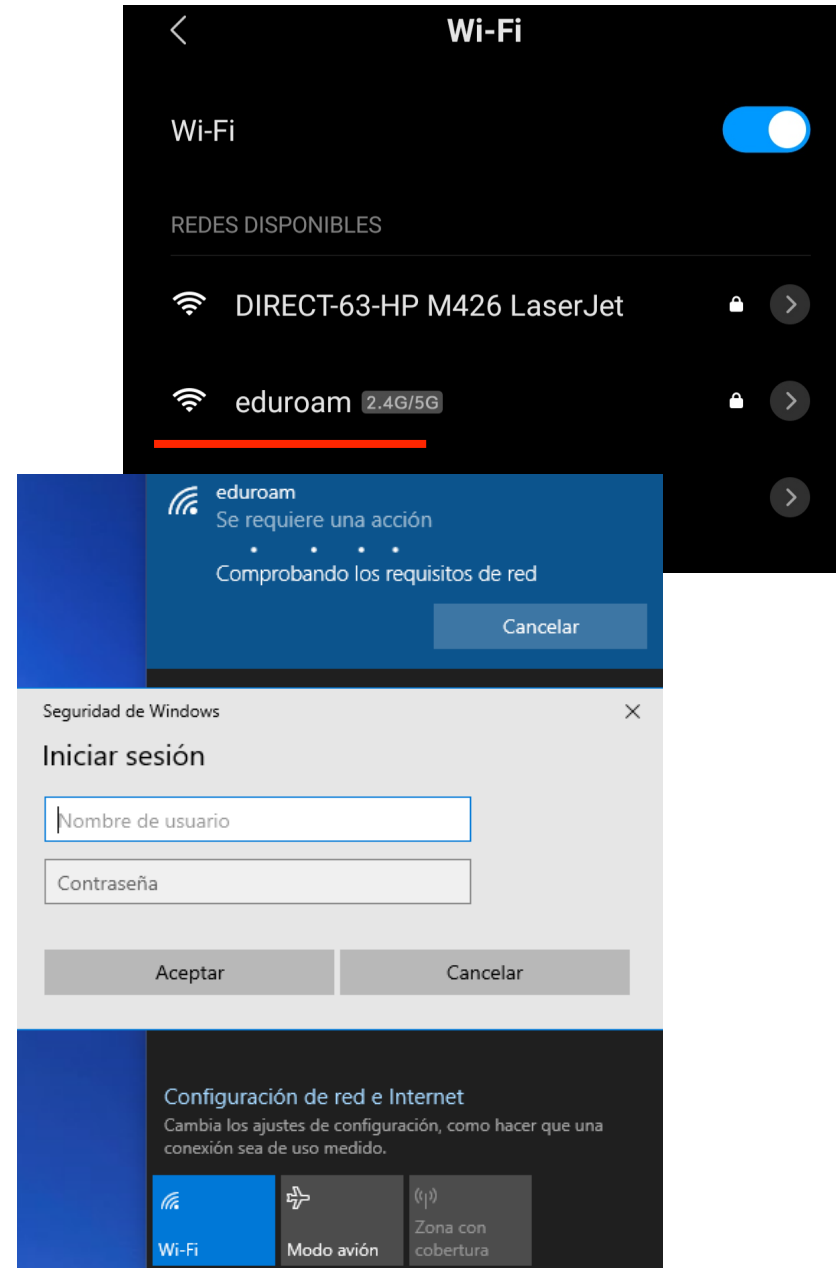 Wi-Fi
Wi-Fi
REDES DISPONIBLES
DIRECT-63-HP M426 LaserJet
eduroam 2.4G/5G
eduroam
Se requiere una acción
Comprobando los requisitos de red
Cancelar
Seguridad de Windows
Iniciar sesión
Nombre de usuario
Contraseña
Aceptar Cancelar
Configuración de red e Internet
Cambia los ajustes de configuración, como hacer que una
conexión sea de uso medido.
Wi-Fi
Modo avión
Zona con
cobertura